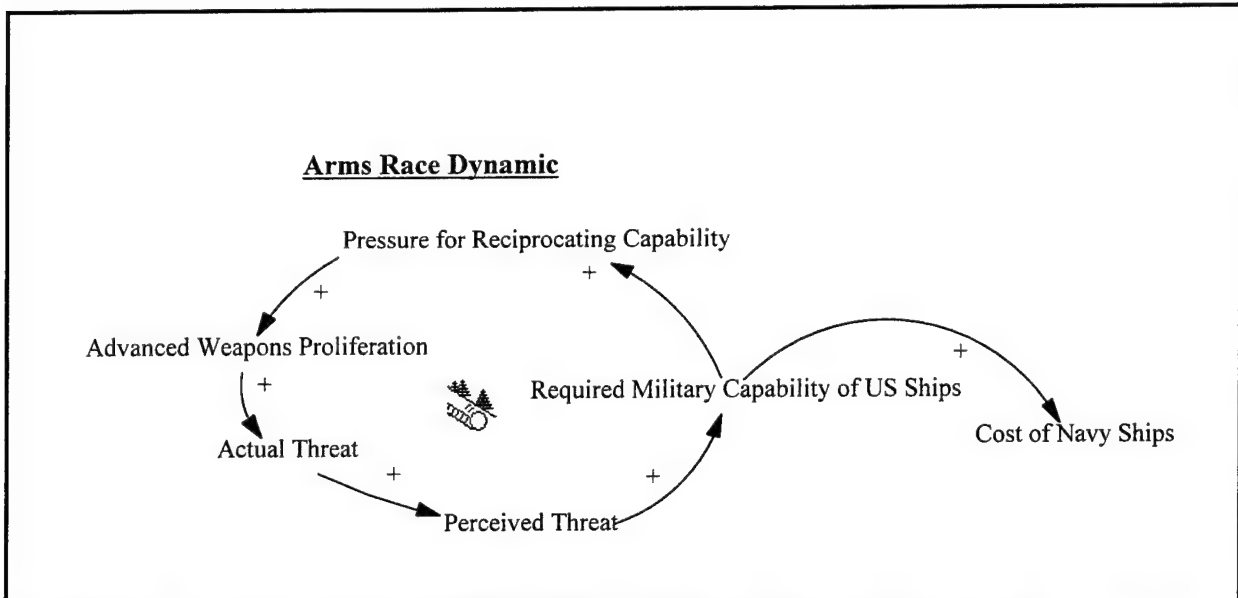 Arms Race Dynamic
Pressure for Reciprocating Capability
+
+
Advanced Weapons Proliferation
+
+
Required Military Capability of US Ships
Cost of Navy Ships
Actual Threat
+
+
Perceived Threat